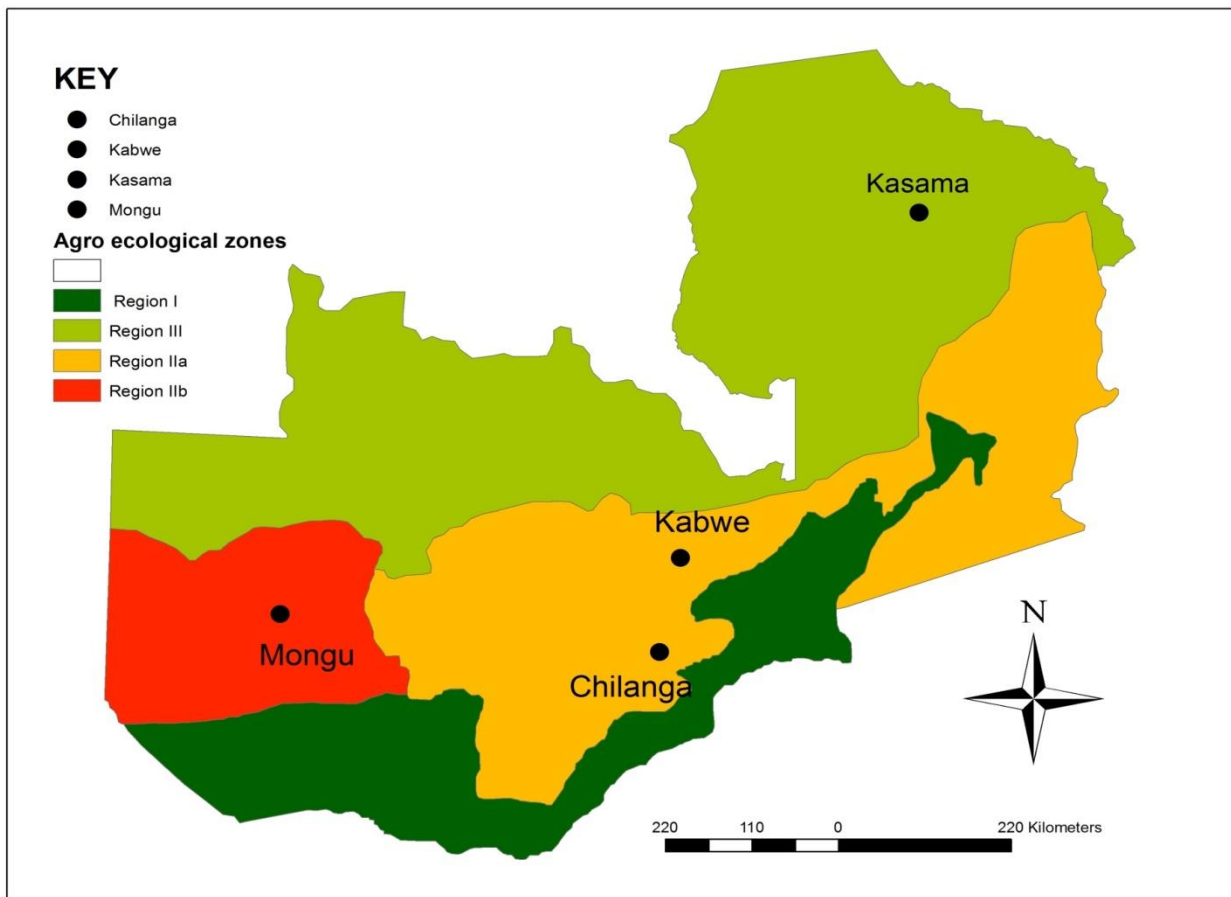 KEY
Chilanga
Kabwe
Kasama
Mongu
Agro ecological zones
Region I
Region III
Region IIa
Region IIb
Kasama
Kabwe
Mongu
Chilanga
N
220 110 0 220 Kilometers